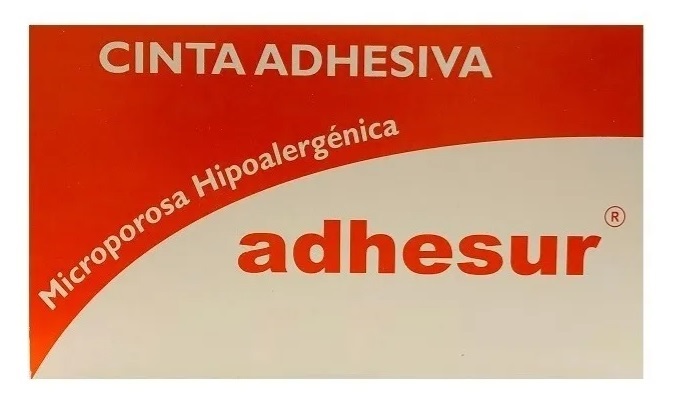 CINTA ADHESIVA
Microporosa Hipoalergénica
adhesur®